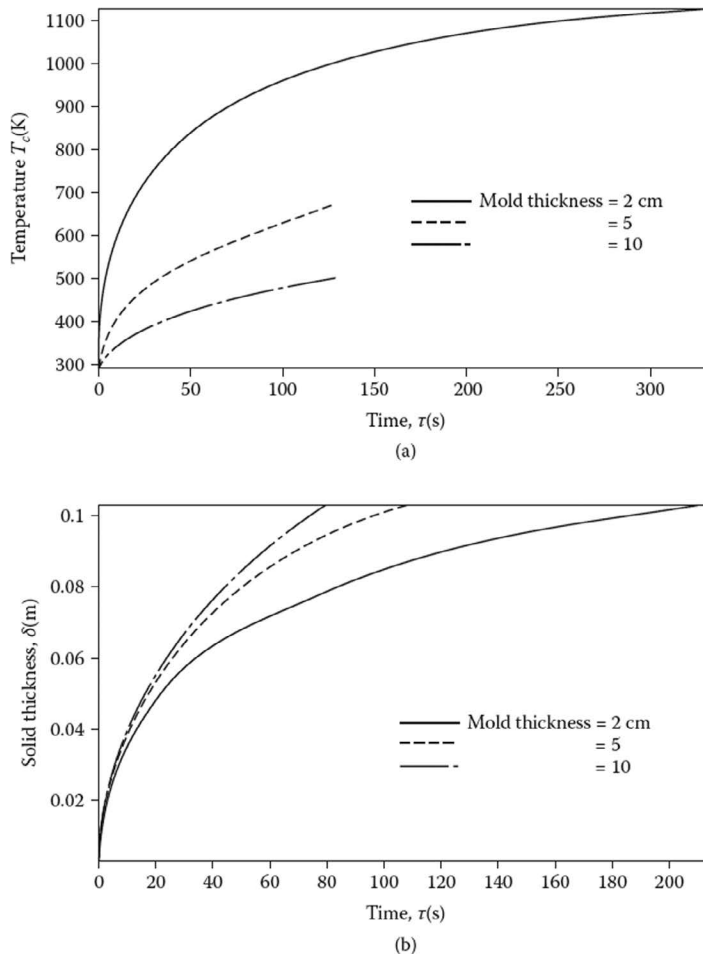 1100
1000
900
800
700
600
500
400
300
Temperature T_c(K)
Mold thickness = 2 cm
= 5
= 10
0 50 100 150 200 250 300
Time, τ(s)
(a)
0.1
0.08
0.06
0.04
0.02
Solid thickness, δ(m)
Mold thickness = 2 cm
= 5
= 10
0 20 40 60 80 100 120 140 160 180 200
Time, τ(s)
(b)